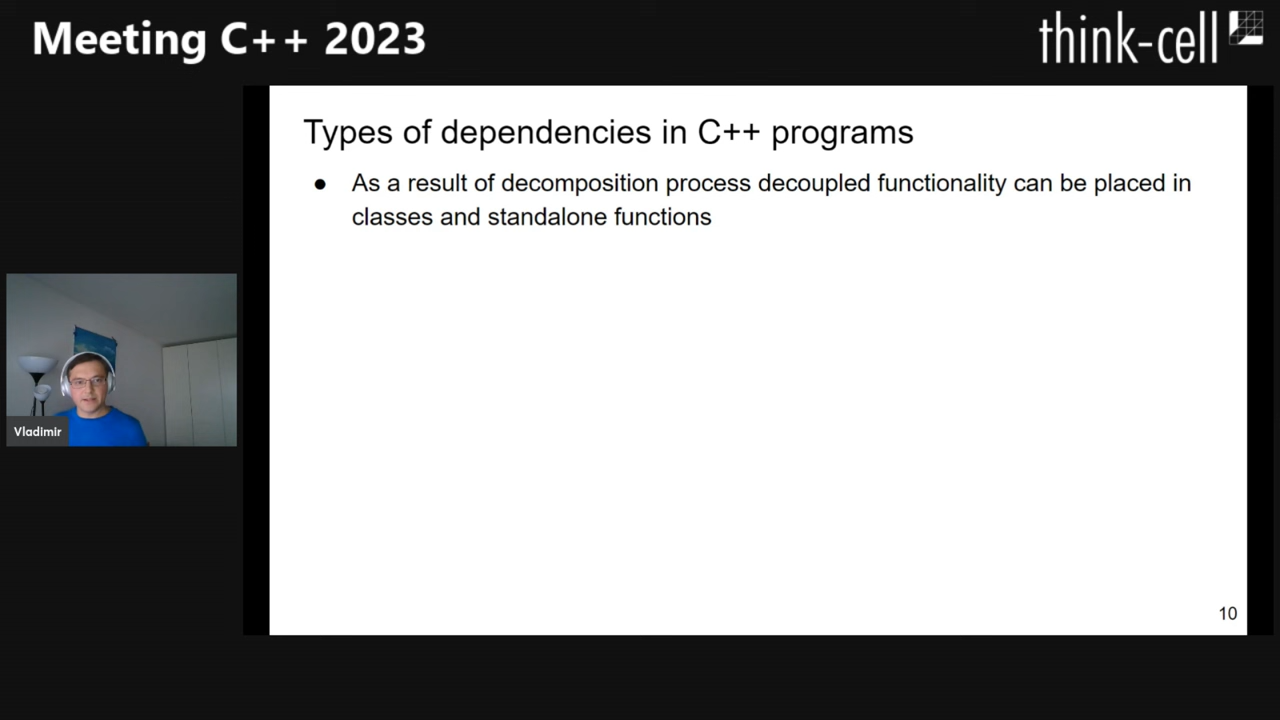 Meeting C++ 2023
think-cell
Types of dependencies in C++ programs
● As a result of decomposition process decoupled functionality can be placed in
classes and standalone functions
Vladimir
10